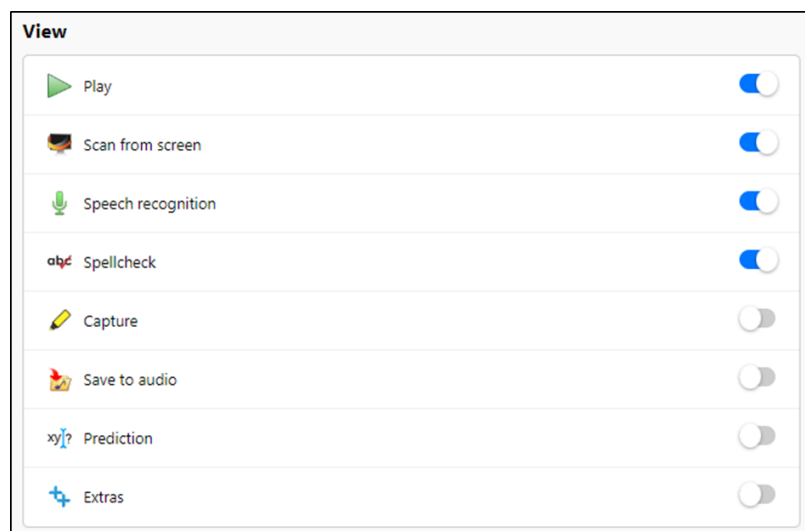 View
Play
Scan from screen
Speech recognition
abc Spellcheck
Capture
Save to audio
xy? Prediction
Extras